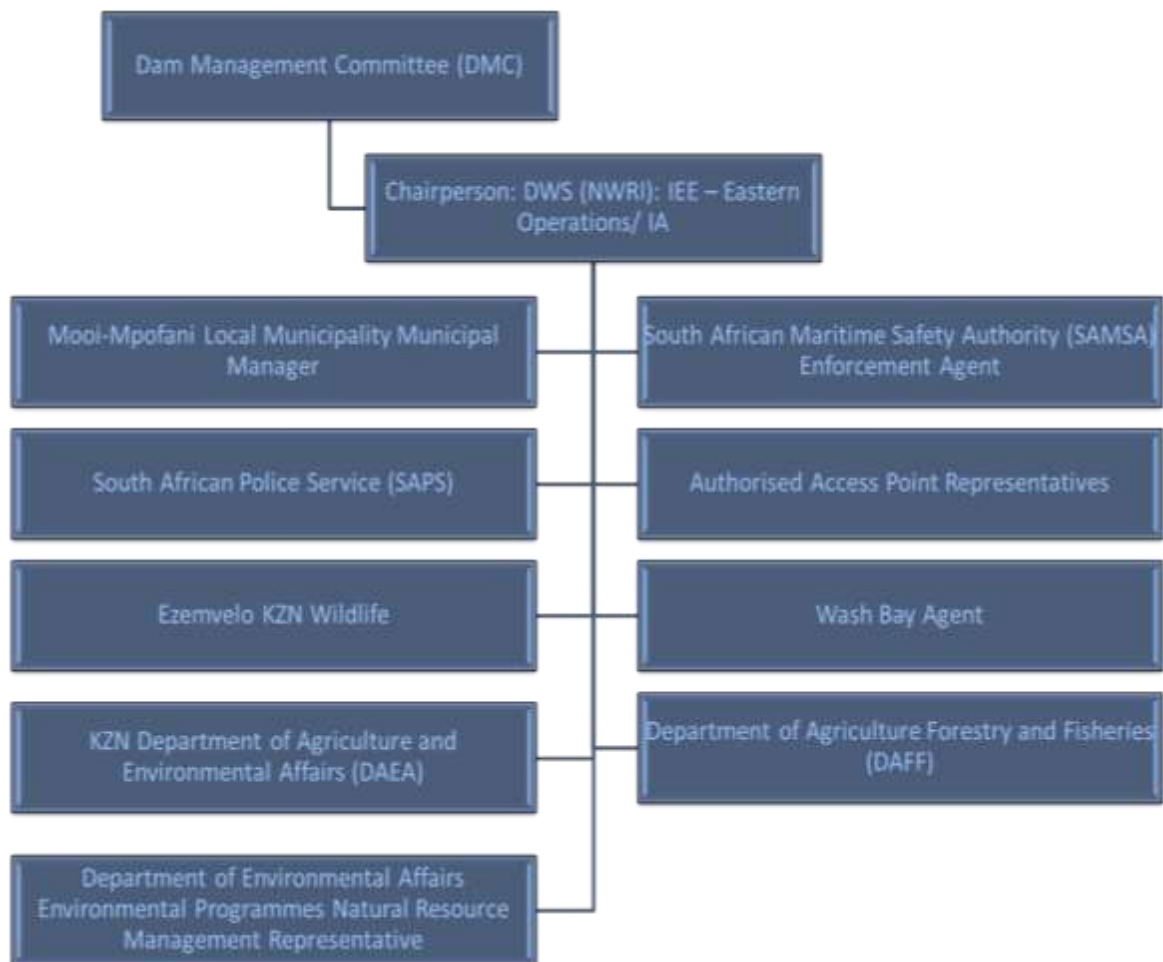 Dam Management Committee (DMC)
Chairperson: DWS (NWRI): IEE – Eastern
Operations/ IA
Mooi-Mpofani Local Municipality Municipal
Manager
South African Maritime Safety Authority (SAMSA)
Enforcement Agent
South African Police Service (SAPS)
Authorised Access Point Representatives
Ezemvelo KZN Wildlife
Wash Bay Agent
KZN Department of Agriculture and
Environmental Affairs (DAEA)
Department of Agriculture Forestry and Fisheries
(DAFF)
Department of Environmental Affairs
Environmental Programmes Natural Resource
Management Representative